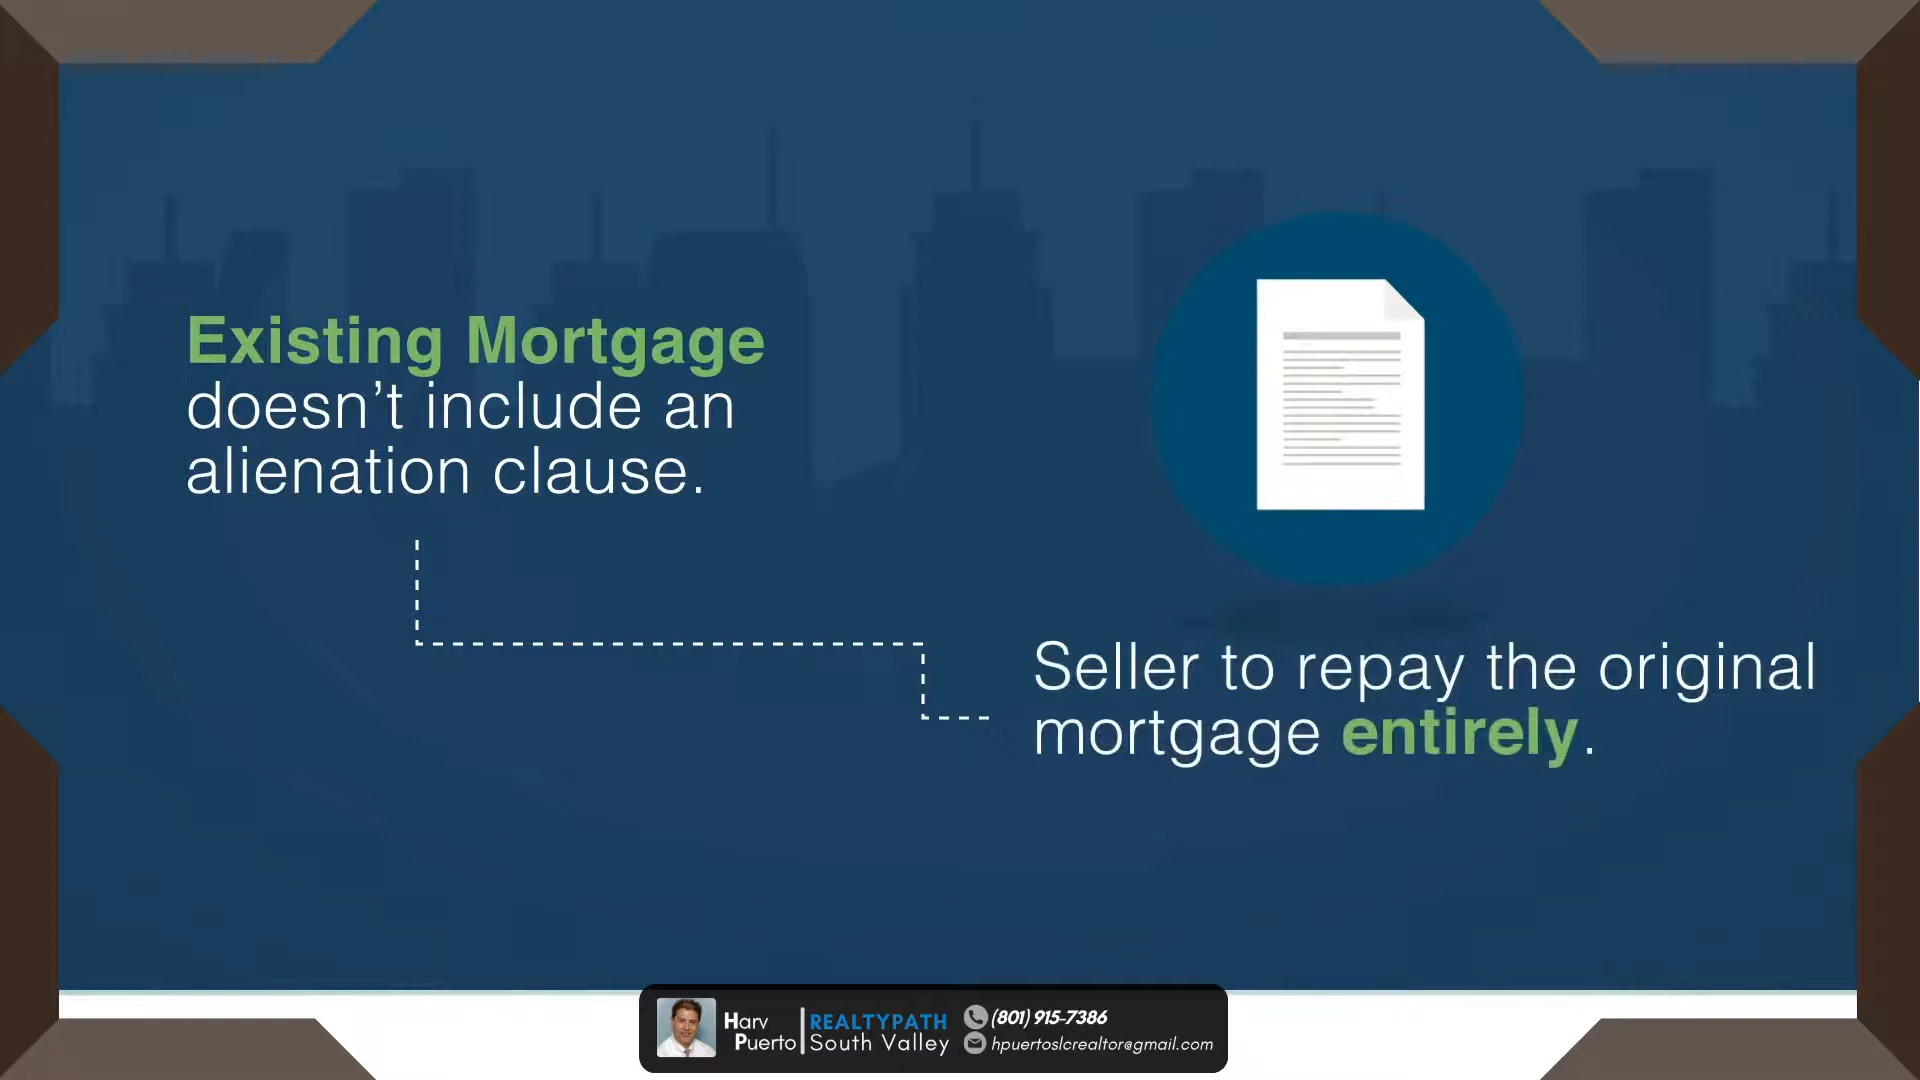 Existing Mortgage
doesn’t include an
alienation clause.
Seller to repay the original
mortgage entirely.
Harv
Puerto
REALTYPATH
South Valley
(801) 915-7386
hpuertoslcrealtor@gmail.com